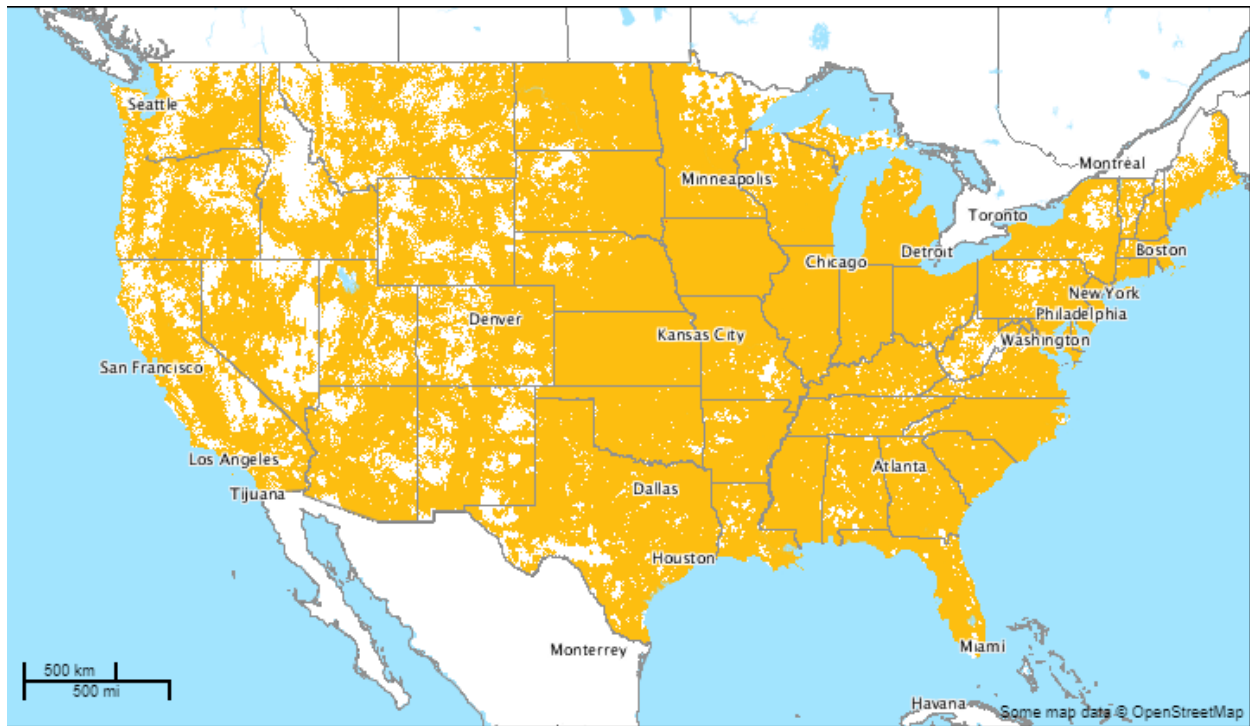 Seattle
Montréal
Minneapolis
Toronto
Boston
Detroit
Chicago
New York
Philadelphia
Denver
Kansas City
Washington
San Francisco
Los Angeles
Atlanta
Tijuana
Dallas
Houston
Monterrey
Miami
500 km
500 mi
Havana
Some map data © OpenStreetMap